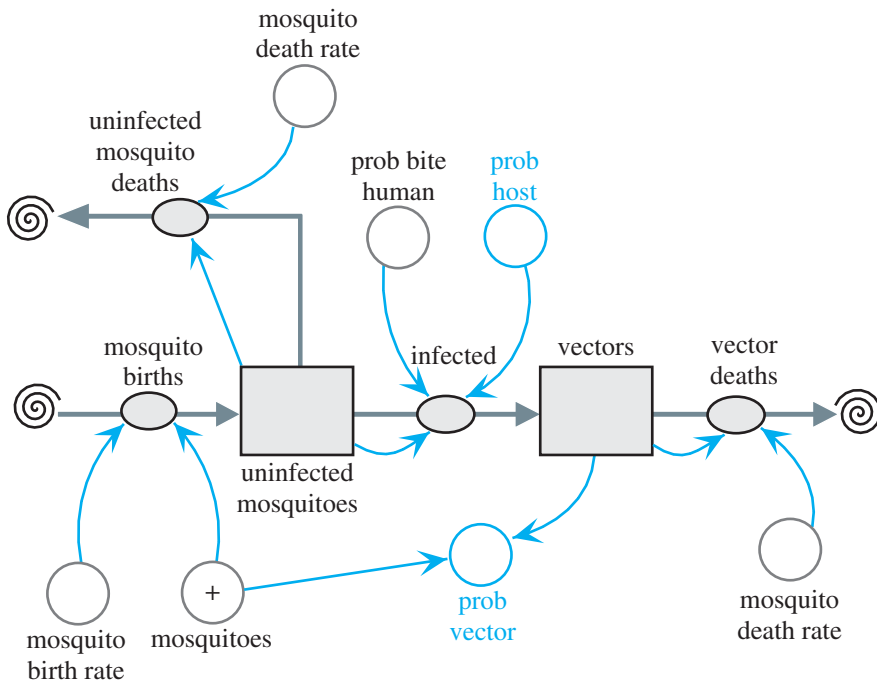 mosquito
death rate
uninfected
mosquito
deaths
prob bite
human
prob
host
mosquito
births
infected
vectors
vector
deaths
uninfected
mosquitoes
+
mosquito
birth rate
mosquitoes
prob
vector
mosquito
death rate